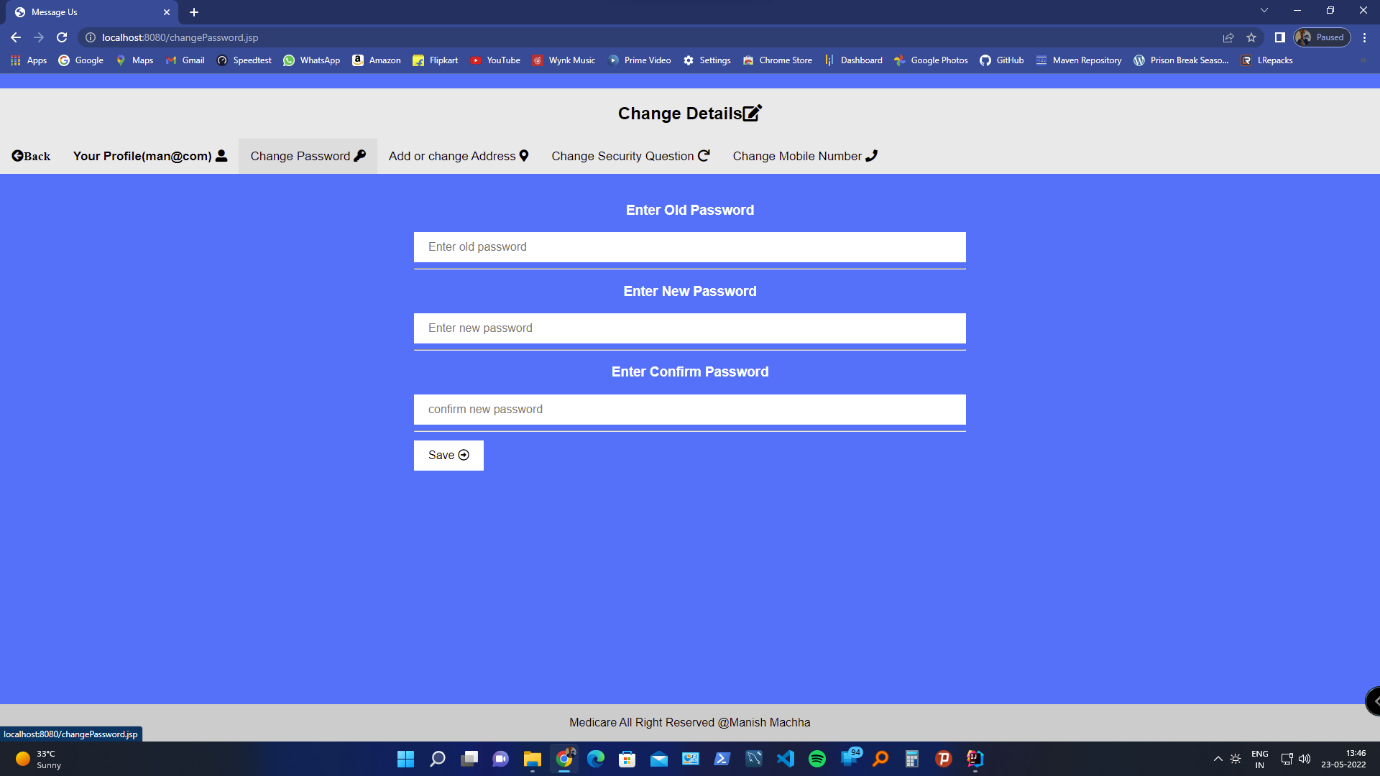 Message Us
localhost:8080/changePassword.jsp
Paused
Apps Google Maps Gmail Speedtest WhatsApp Amazon Flipkart YouTube Wynk Music Prime Video Settings Chrome Store Dashboard Google Photos GitHub Maven Repository Prison Break Seaso... LRepacks
Change Details
Back Your Profile(man@com) Change Password Add or change Address Change Security Question Change Mobile Number
Enter Old Password
Enter old password
Enter New Password
Enter new password
Enter Confirm Password
confirm new password
Save
Medicare All Right Reserved @Manish Machha
localhost:8080/changePassword.jsp
33°C
Sunny
94
ENG
IN
13:46
23-05-2022